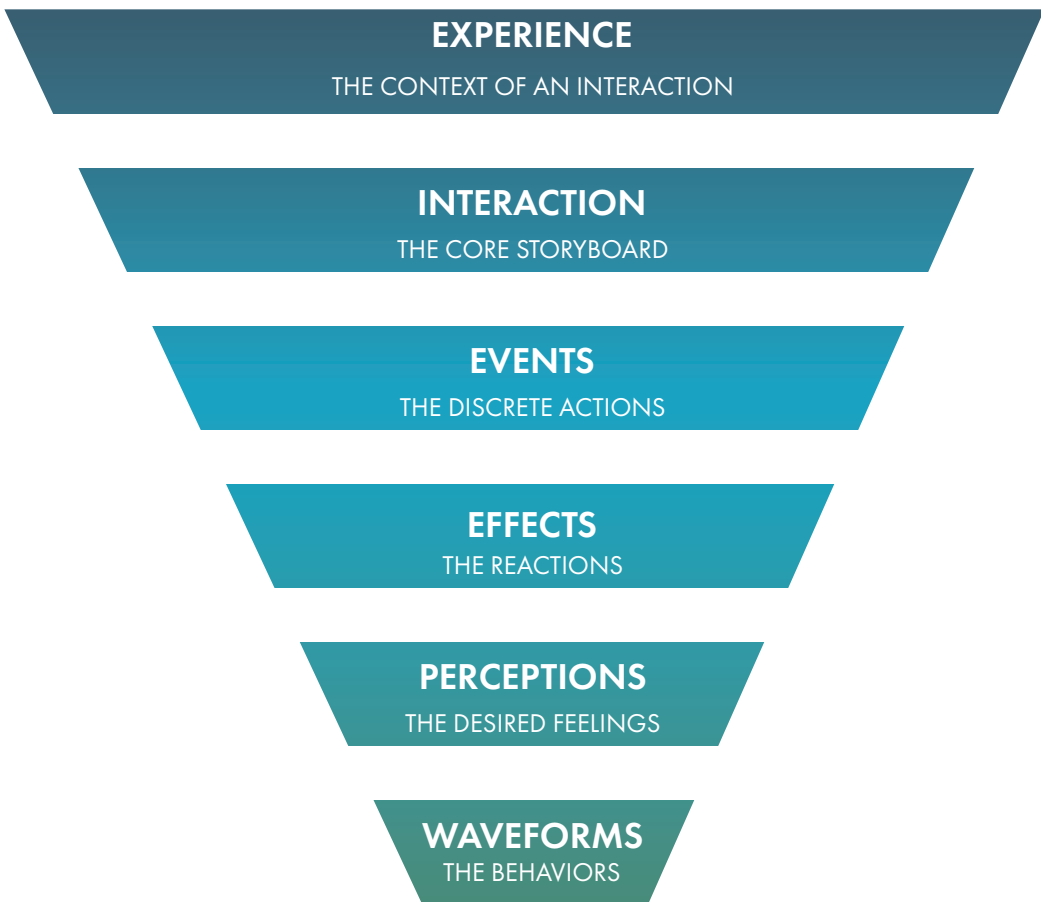 EXPERIENCE
THE CONTEXT OF AN INTERACTION
INTERACTION
THE CORE STORYBOARD
EVENTS
THE DISCRETE ACTIONS
EFFECTS
THE REACTIONS
PERCEPTIONS
THE DESIRED FEELINGS
WAVEFORMS
THE BEHAVIORS